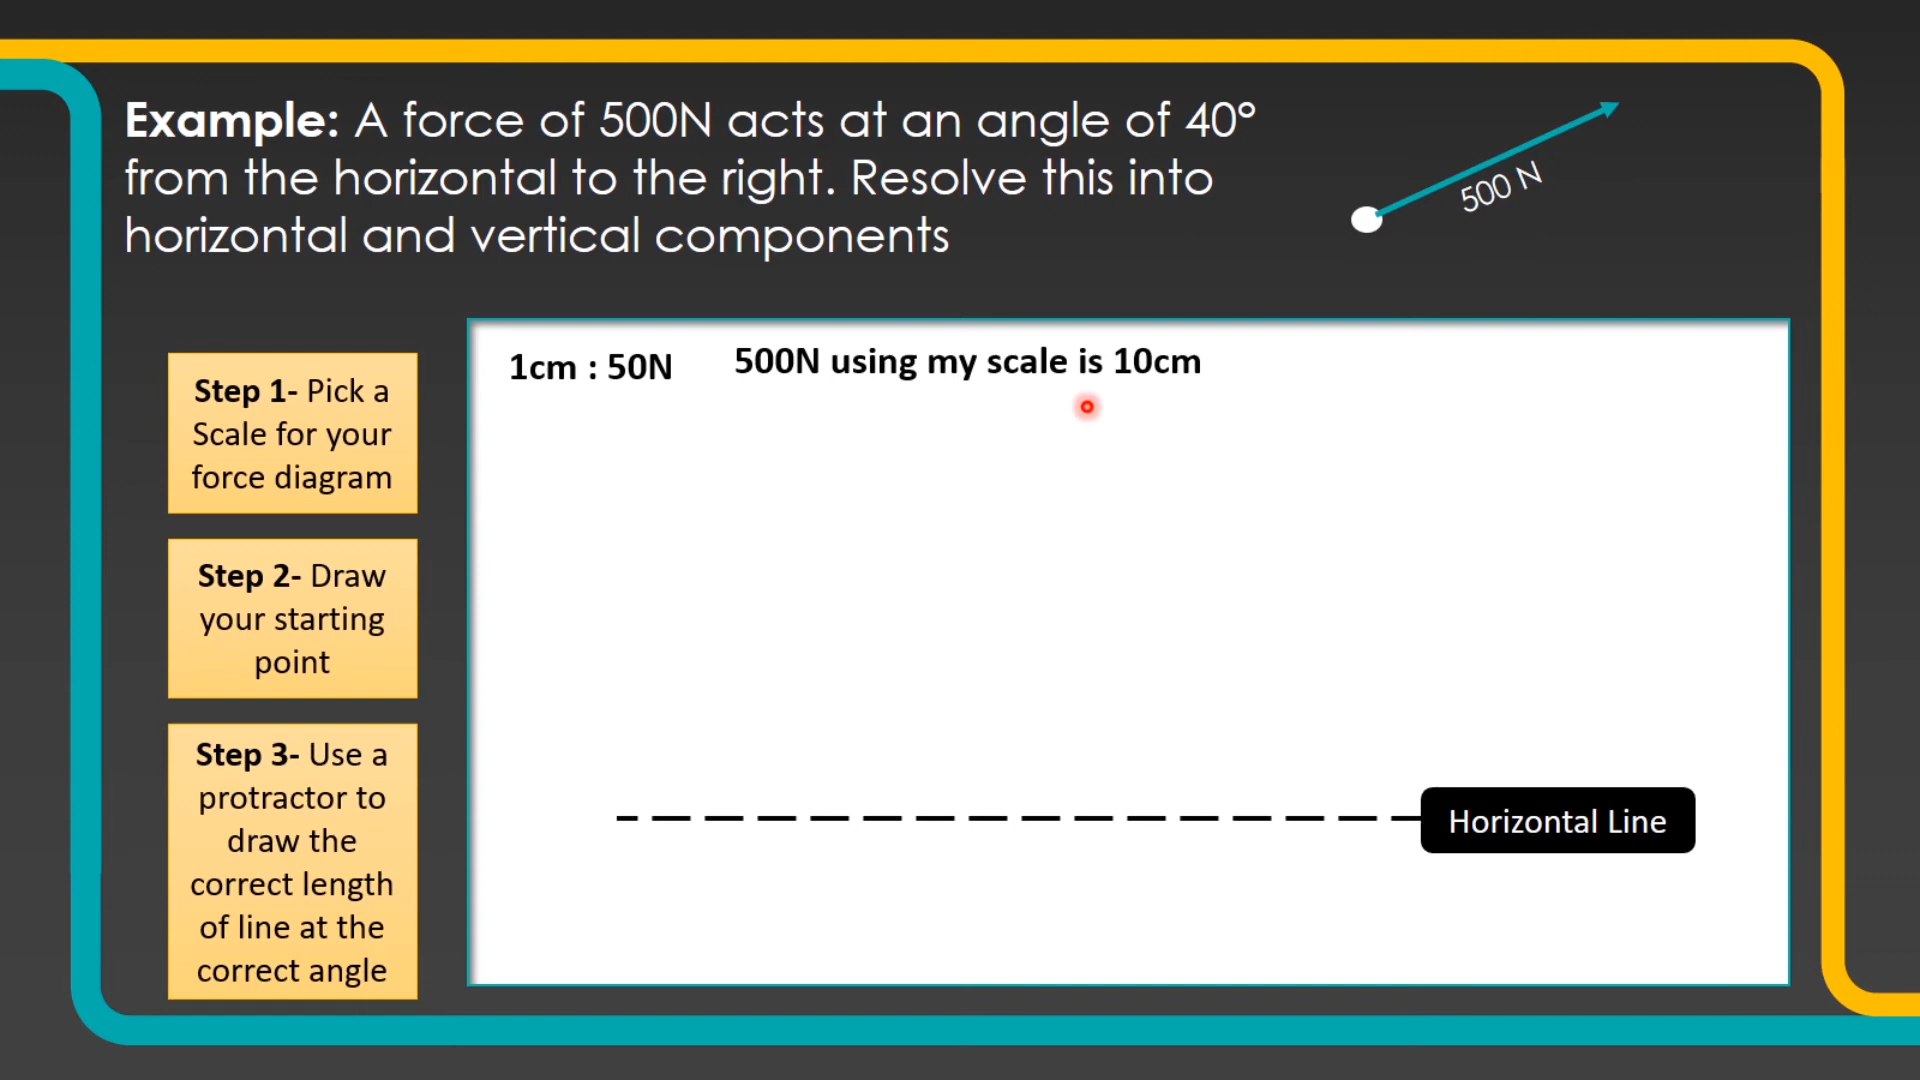 Example: A force of 500N acts at an angle of 40°
from the horizontal to the right. Resolve this into
horizontal and vertical components
500 N
Step 1- Pick a
Scale for your
force diagram
Step 2- Draw
your starting
point
Step 3- Use a
protractor to
draw the
correct length
of line at the
correct angle
1cm : 50N
500N using my scale is 10cm
Horizontal Line